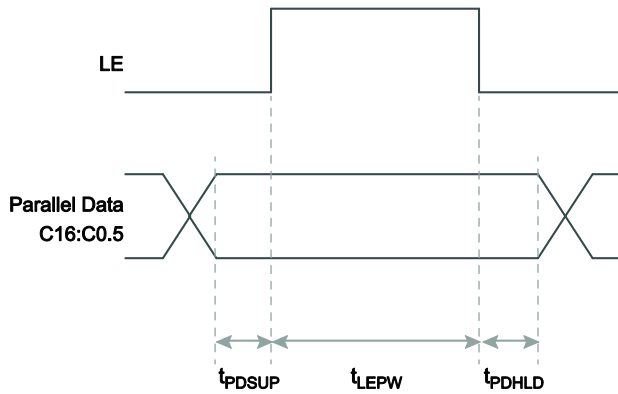 LE
Parallel Data
C16:C0.5
tPDSUP
tLEPW
tPDHLD